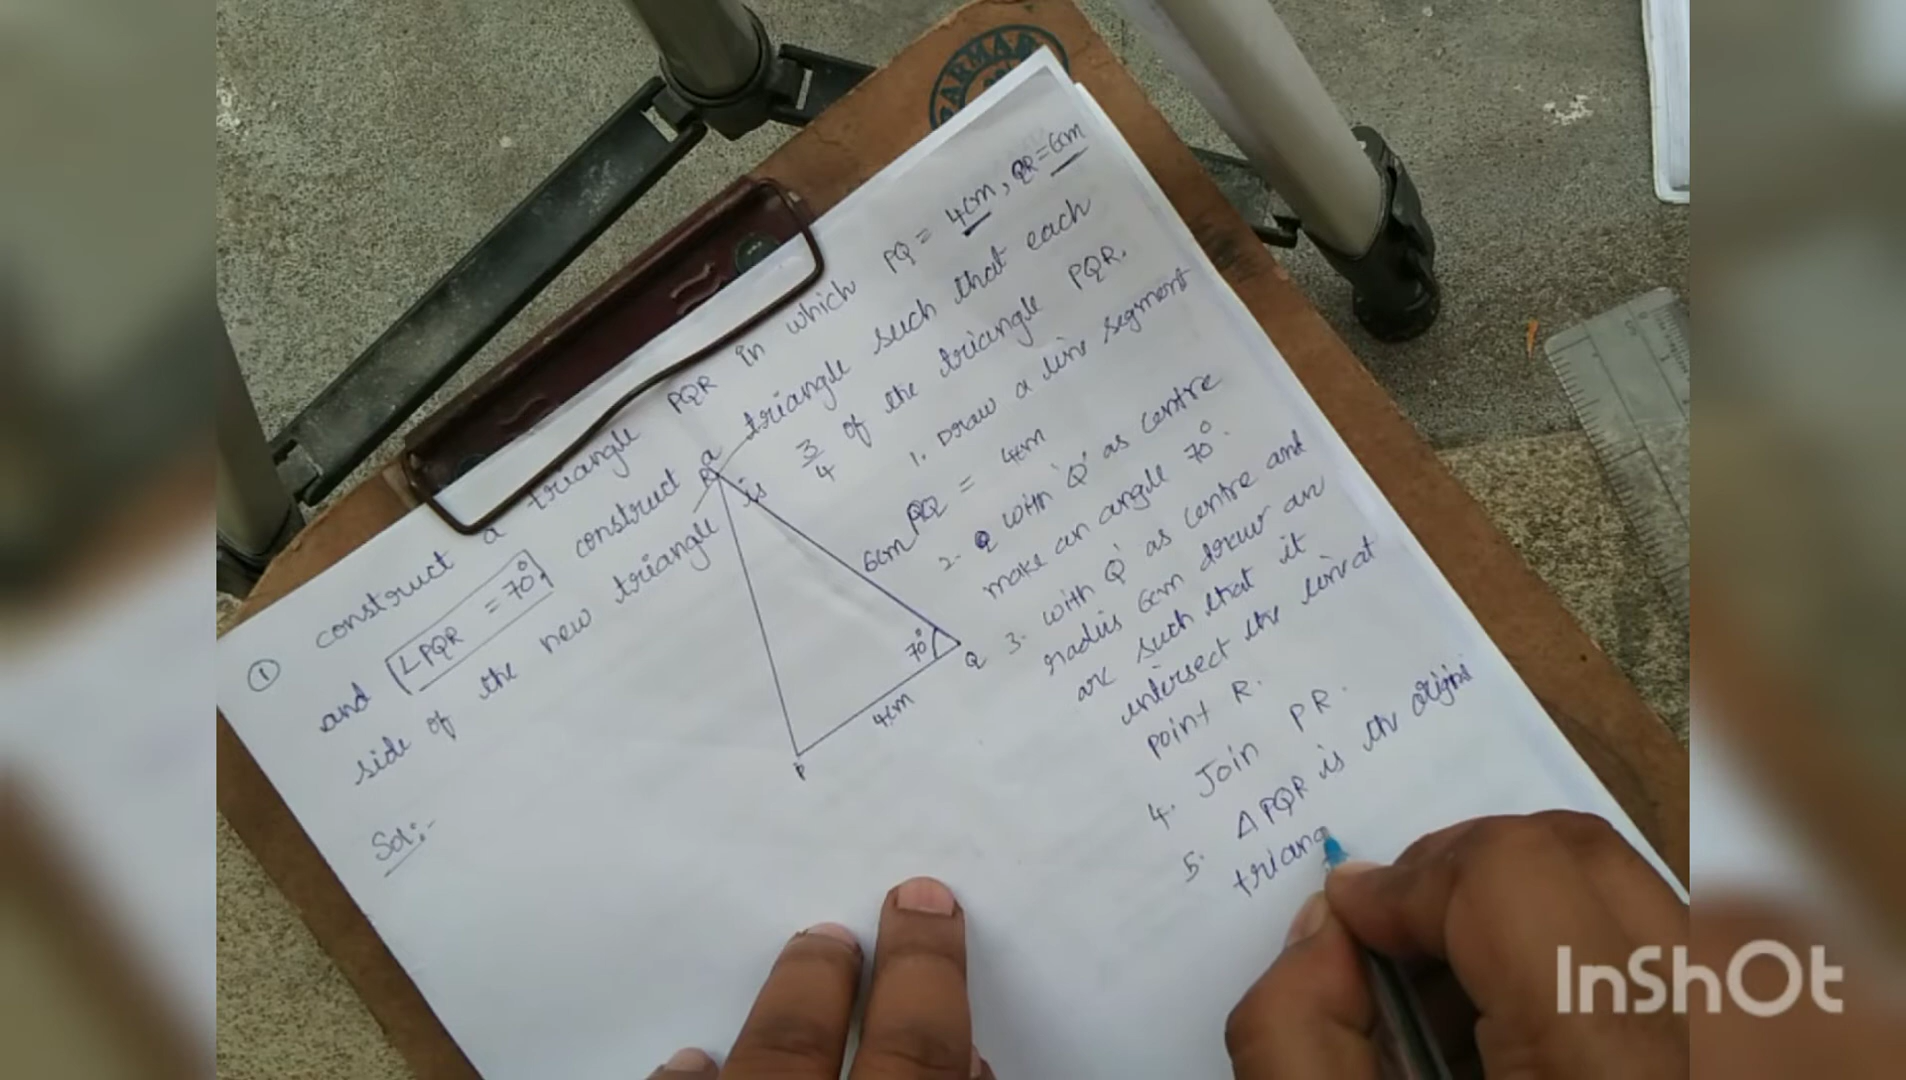 ① construct a triangle PQR in which PQ = 4cm, QR = 6cm
and ∠PQR = 70°, construct a triangle such that each
side of the new triangle is 3/4 of the triangle PQR.
Sol:-
R
6cm
70°
Q
4cm
P
1. Draw a line segment
PQ = 4cm
2. Q with 'Q' as centre
make an angle 70°.
3. with Q' as centre and
radius 6cm draw an
arc such that it
intersect the line at
point R.
4. Join PR.
5. △PQR is the
triang
ARMAR
InShOt